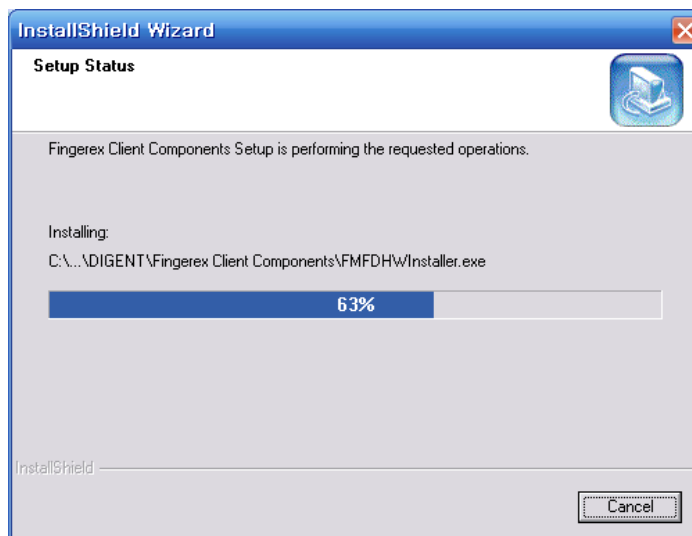 InstallShield Wizard
Setup Status
Fingerex Client Components Setup is performing the requested operations.
Installing:
C:\...\DIGENT\Fingerex Client Components\FMFDHWInstaller.exe
63%
InstallShield
Cancel